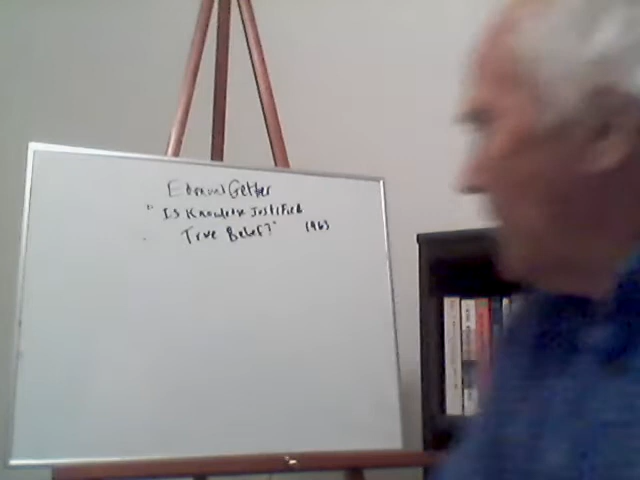 Edmund Gettier
"Is Knowledge Justified
True Belief?" 1963